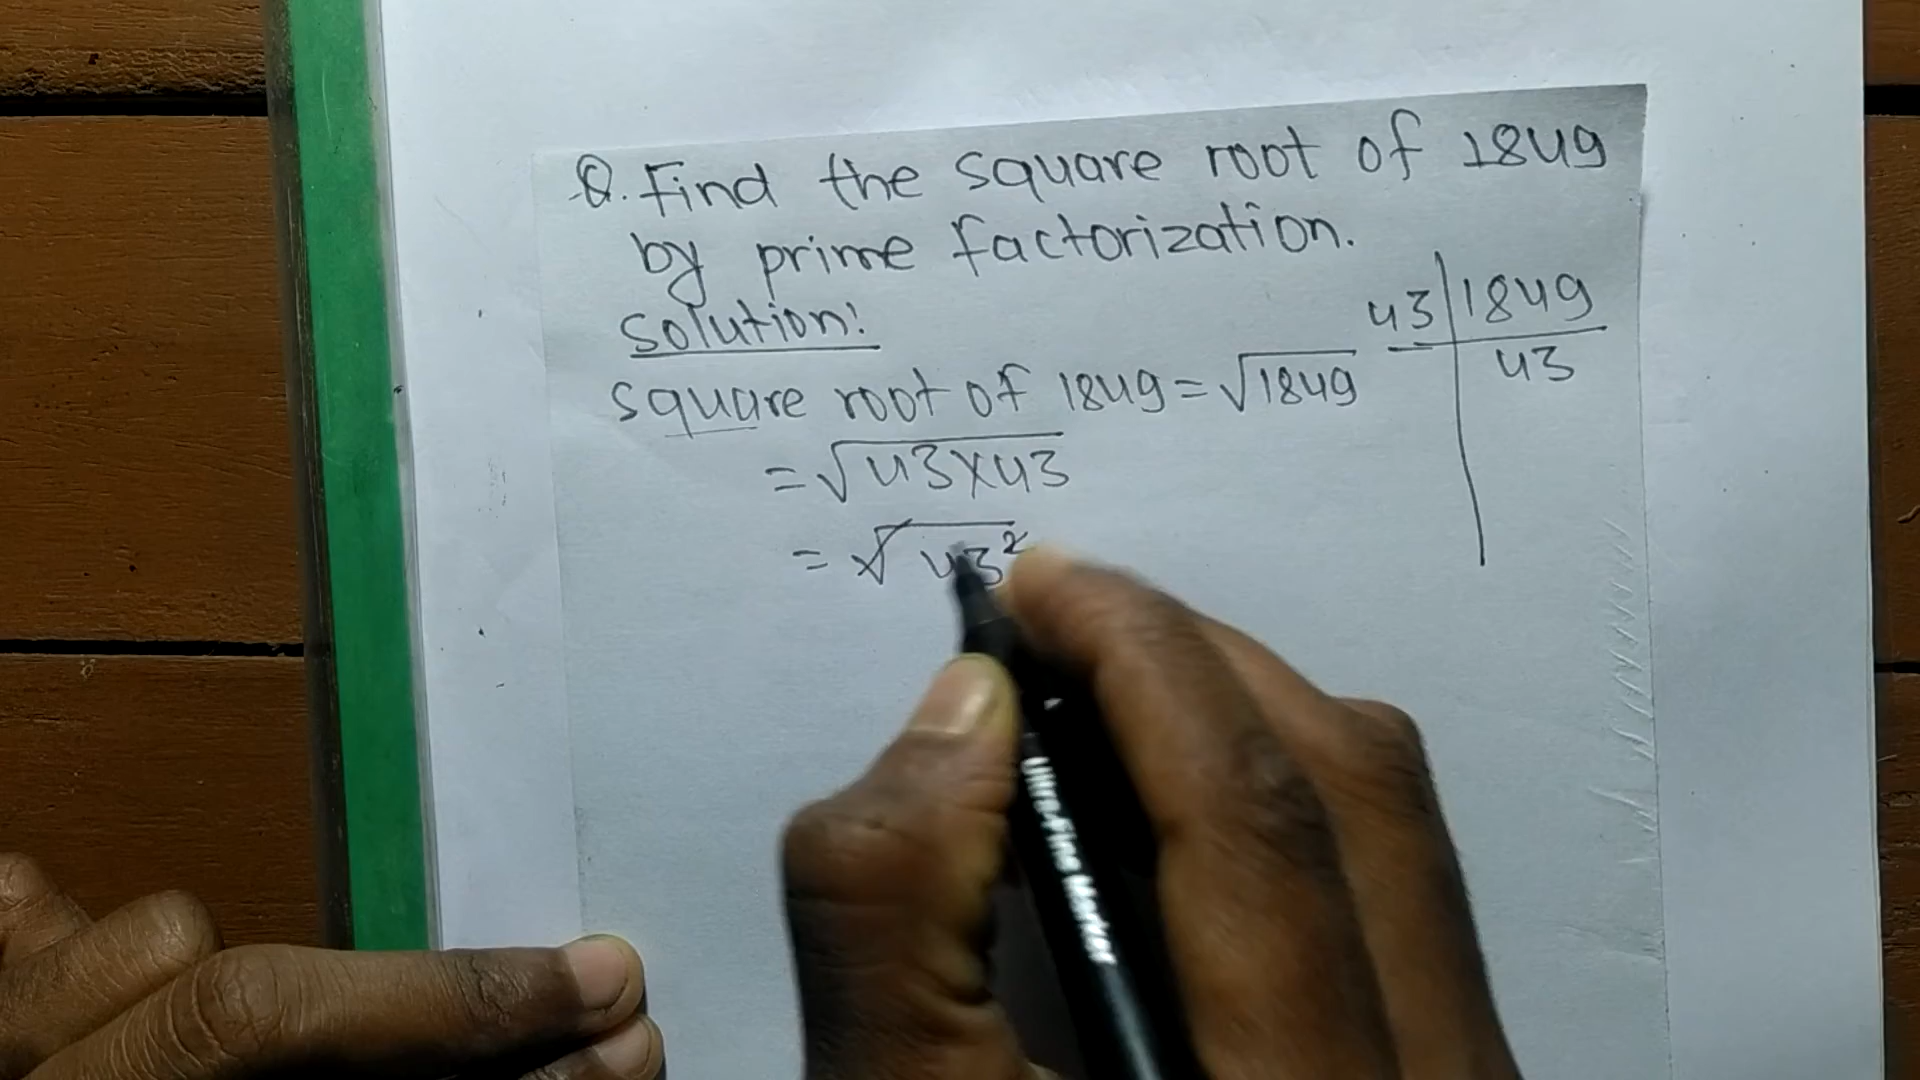 Q. Find the square root of 1849
by prime factorization.
Solution:
43 | 1849
43
square root of 1849 = √1849
= √43×43
= √43²
Ultra-Fine Marker